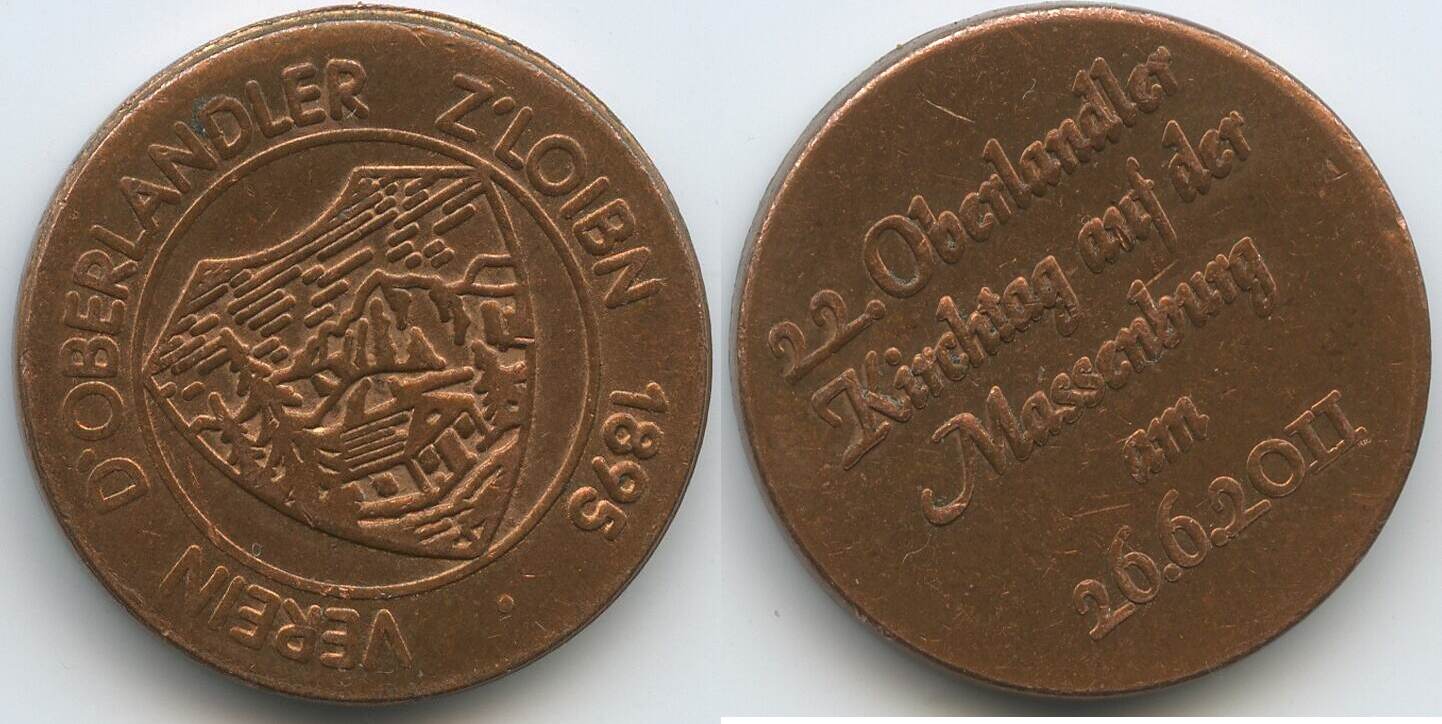 VEREIN D'OBERLANDLER Z'LOIBN 1895
22. Oberlandler
Kirchtag auf der
Massenburg
am
26.6.2011